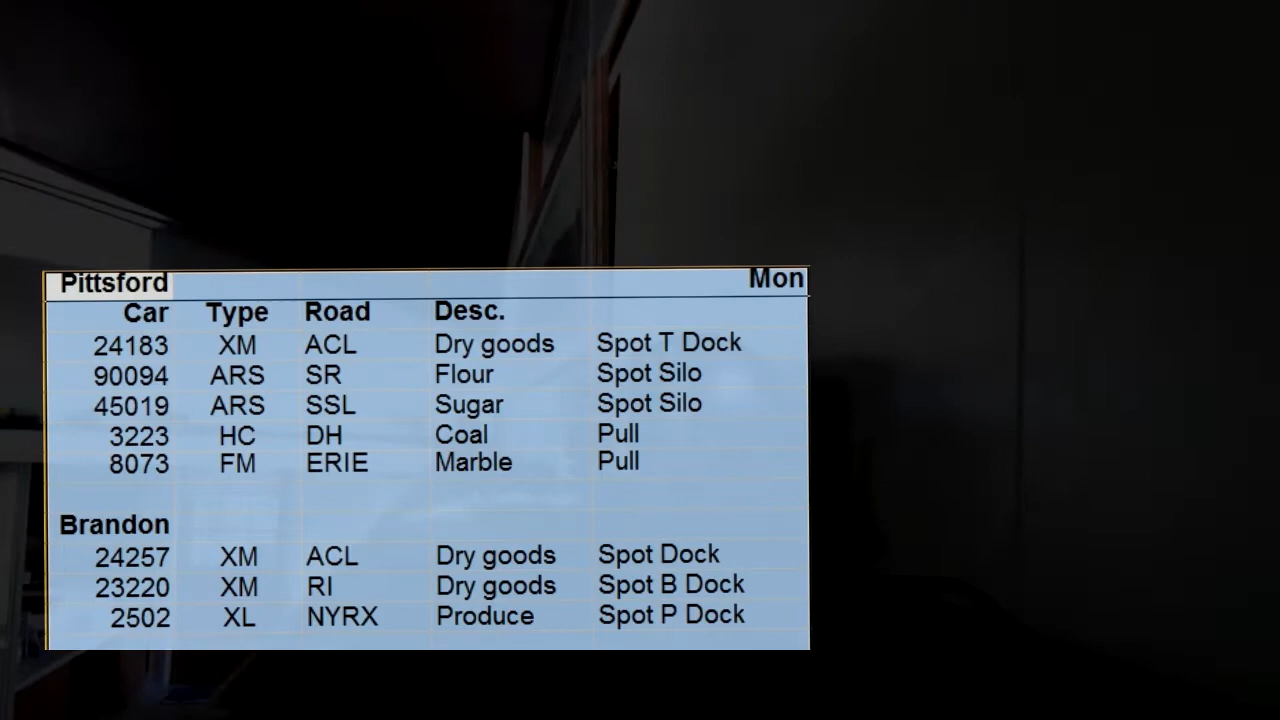 Pittsford Mon
Car Type Road Desc.
24183 XM ACL Dry goods Spot T Dock
90094 ARS SR Flour Spot Silo
45019 ARS SSL Sugar Spot Silo
3223 HC DH Coal Pull
8073 FM ERIE Marble Pull
Brandon
24257 XM ACL Dry goods Spot Dock
23220 XM RI Dry goods Spot B Dock
2502 XL NYRX Produce Spot P Dock